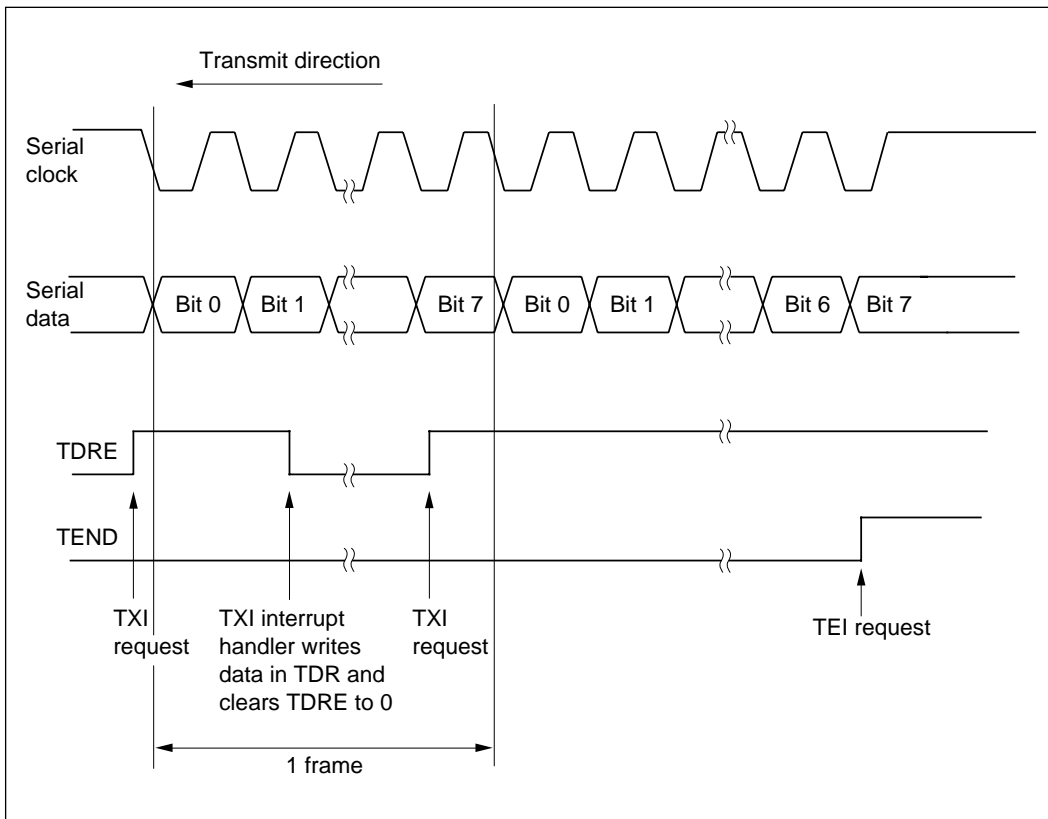 Transmit direction
Serial
clock
Serial
data
Bit 0
Bit 1
Bit 7
Bit 0
Bit 1
Bit 6
Bit 7
TDRE
TEND
TXI
request
TXI interrupt
handler writes
data in TDR and
clears TDRE to 0
TXI
request
TEI request
1 frame